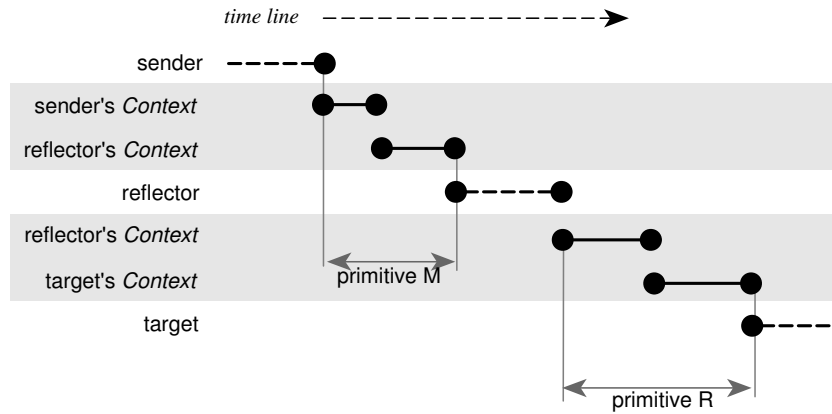 time line
sender
sender's Context
reflector's Context
reflector
reflector's Context
target's Context
primitive M
target
primitive R